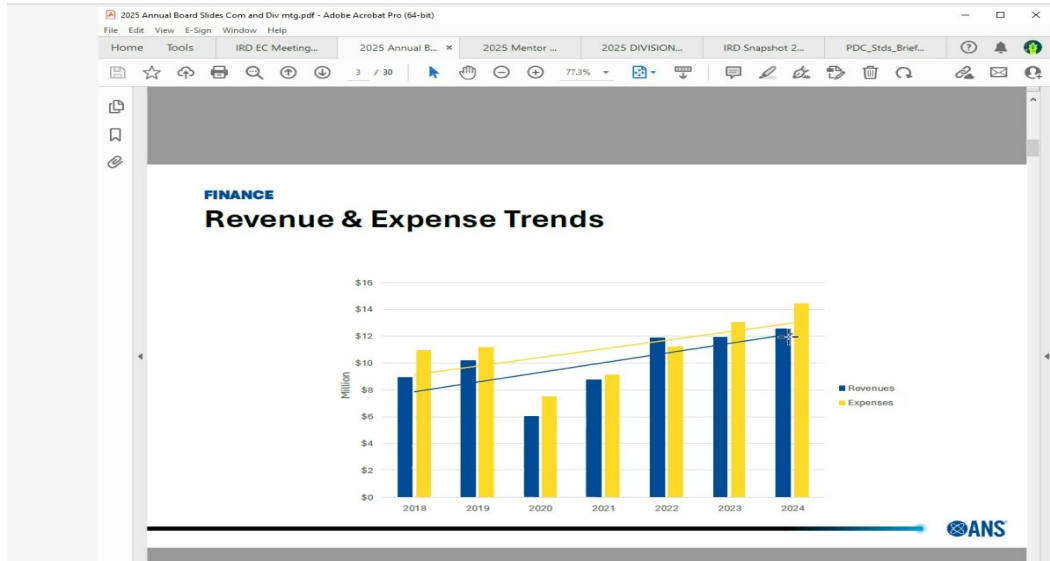 2025 Annual Board Slides Com and Div mtg.pdf - Adobe Acrobat Pro (64-bit)
File Edit View E-Sign Window Help
Home Tools IRD EC Meeting... 2025 Annual B... × 2025 Mentor ... 2025 DIVISION... IRD Snapshot 2... PDC_Stds_Brief...
3 / 30 77.3%
FINANCE
Revenue & Expense Trends
$16
$14
$12
$10
$8
$6
$4
$2
$0
Million
2018 2019 2020 2021 2022 2023 2024
Revenues
Expenses
ANS